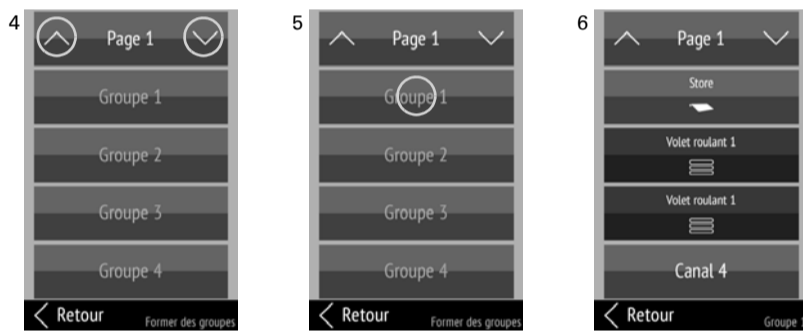 4
Page 1
Groupe 1
Groupe 2
Groupe 3
Groupe 4
Retour
Former des groupes
5
Page 1
Groupe 1
Groupe 2
Groupe 3
Groupe 4
Retour
Former des groupes
6
Page 1
Store
Volet roulant 1
Volet roulant 1
Canal 4
Retour
Groupe